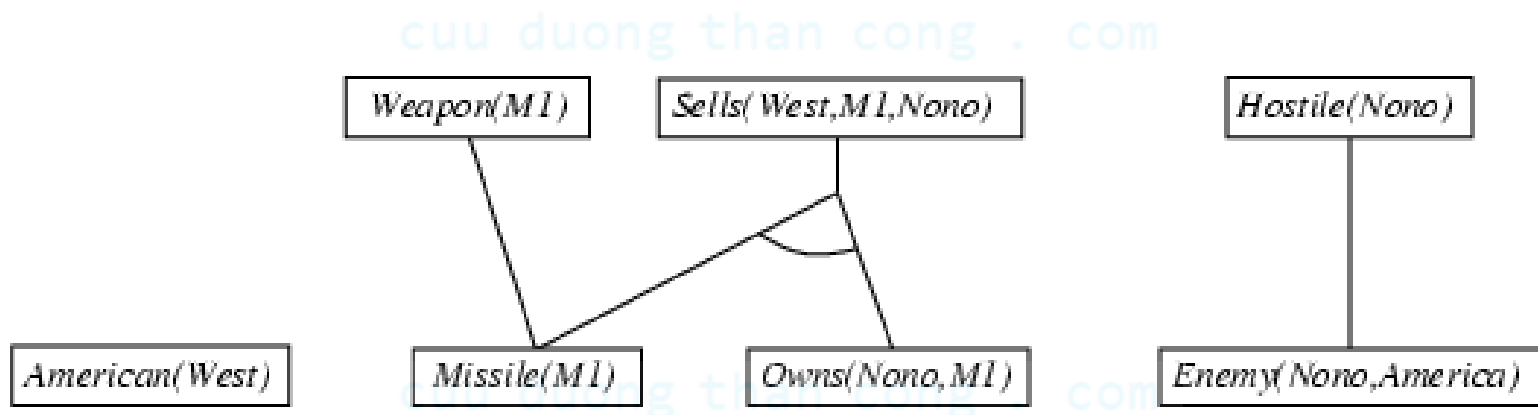 cuu duong than cong . com
Weapon(M1) Sells(West,M1,Nono) Hostile(Nono)
American(West) Missile(M1) Owns(Nono,M1) Enemy(Nono,America)
cuu duong than cong . com